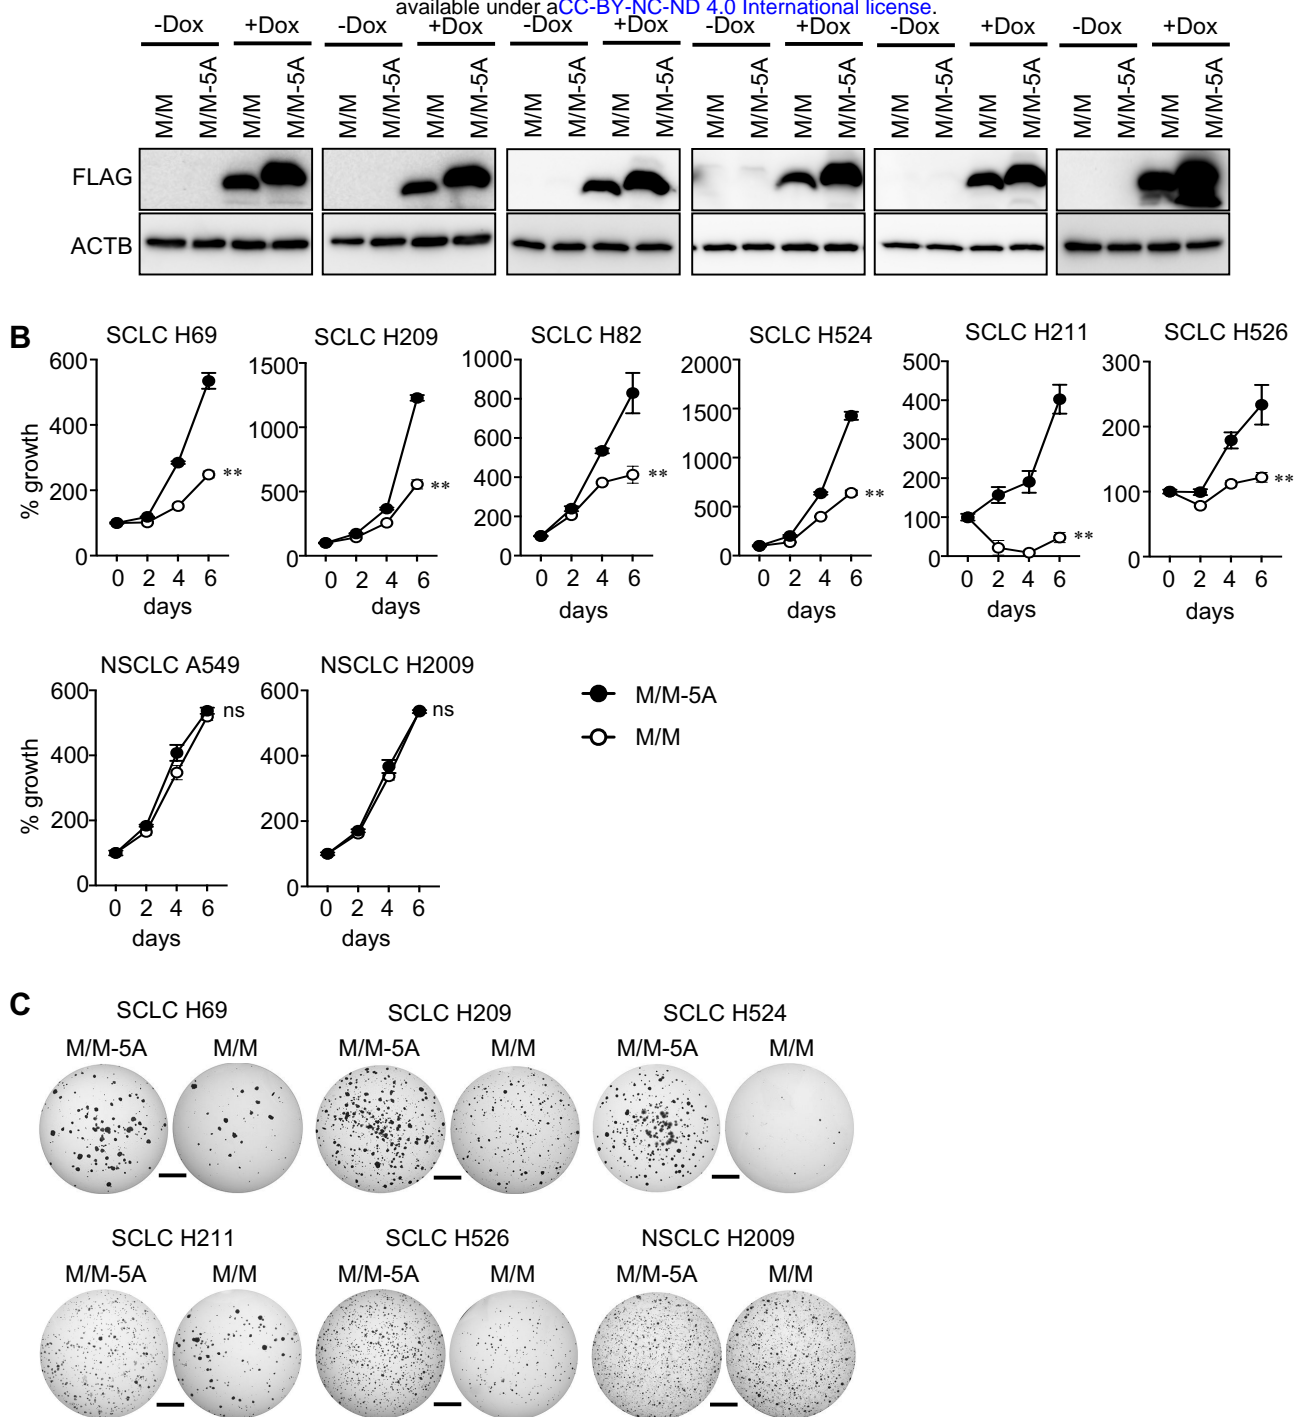 available under aCC-BY-NC-ND 4.0 International license.
-Dox +Dox -Dox +Dox -Dox +Dox -Dox +Dox -Dox +Dox -Dox +Dox
M/M M/M-5A M/M M/M-5A M/M M/M-5A M/M M/M-5A M/M M/M-5A M/M M/M-5A M/M M/M-5A M/M M/M-5A M/M M/M-5A M/M M/M-5A M/M M/M-5A M/M M/M-5A
FLAG
ACTB
B
SCLC H69 SCLC H209 SCLC H82 SCLC H524 SCLC H211 SCLC H526
% growth
600
400
200
0
**
0 2 4 6
days
1500
1000
500
0
**
0 2 4 6
days
1000
800
600
400
200
0
**
0 2 4 6
days
2000
1500
1000
500
0
**
0 2 4 6
days
500
400
300
200
100
0
**
0 2 4 6
days
300
200
100
0
**
0 2 4 6
days
NSCLC A549 NSCLC H2009
% growth
600
400
200
0
ns
0 2 4 6
days
600
400
200
0
ns
0 2 4 6
days
M/M-5A
M/M
C
SCLC H69 SCLC H209 SCLC H524
M/M-5A M/M M/M-5A M/M M/M-5A M/M
SCLC H211 SCLC H526 NSCLC H2009
M/M-5A M/M M/M-5A M/M M/M-5A M/M